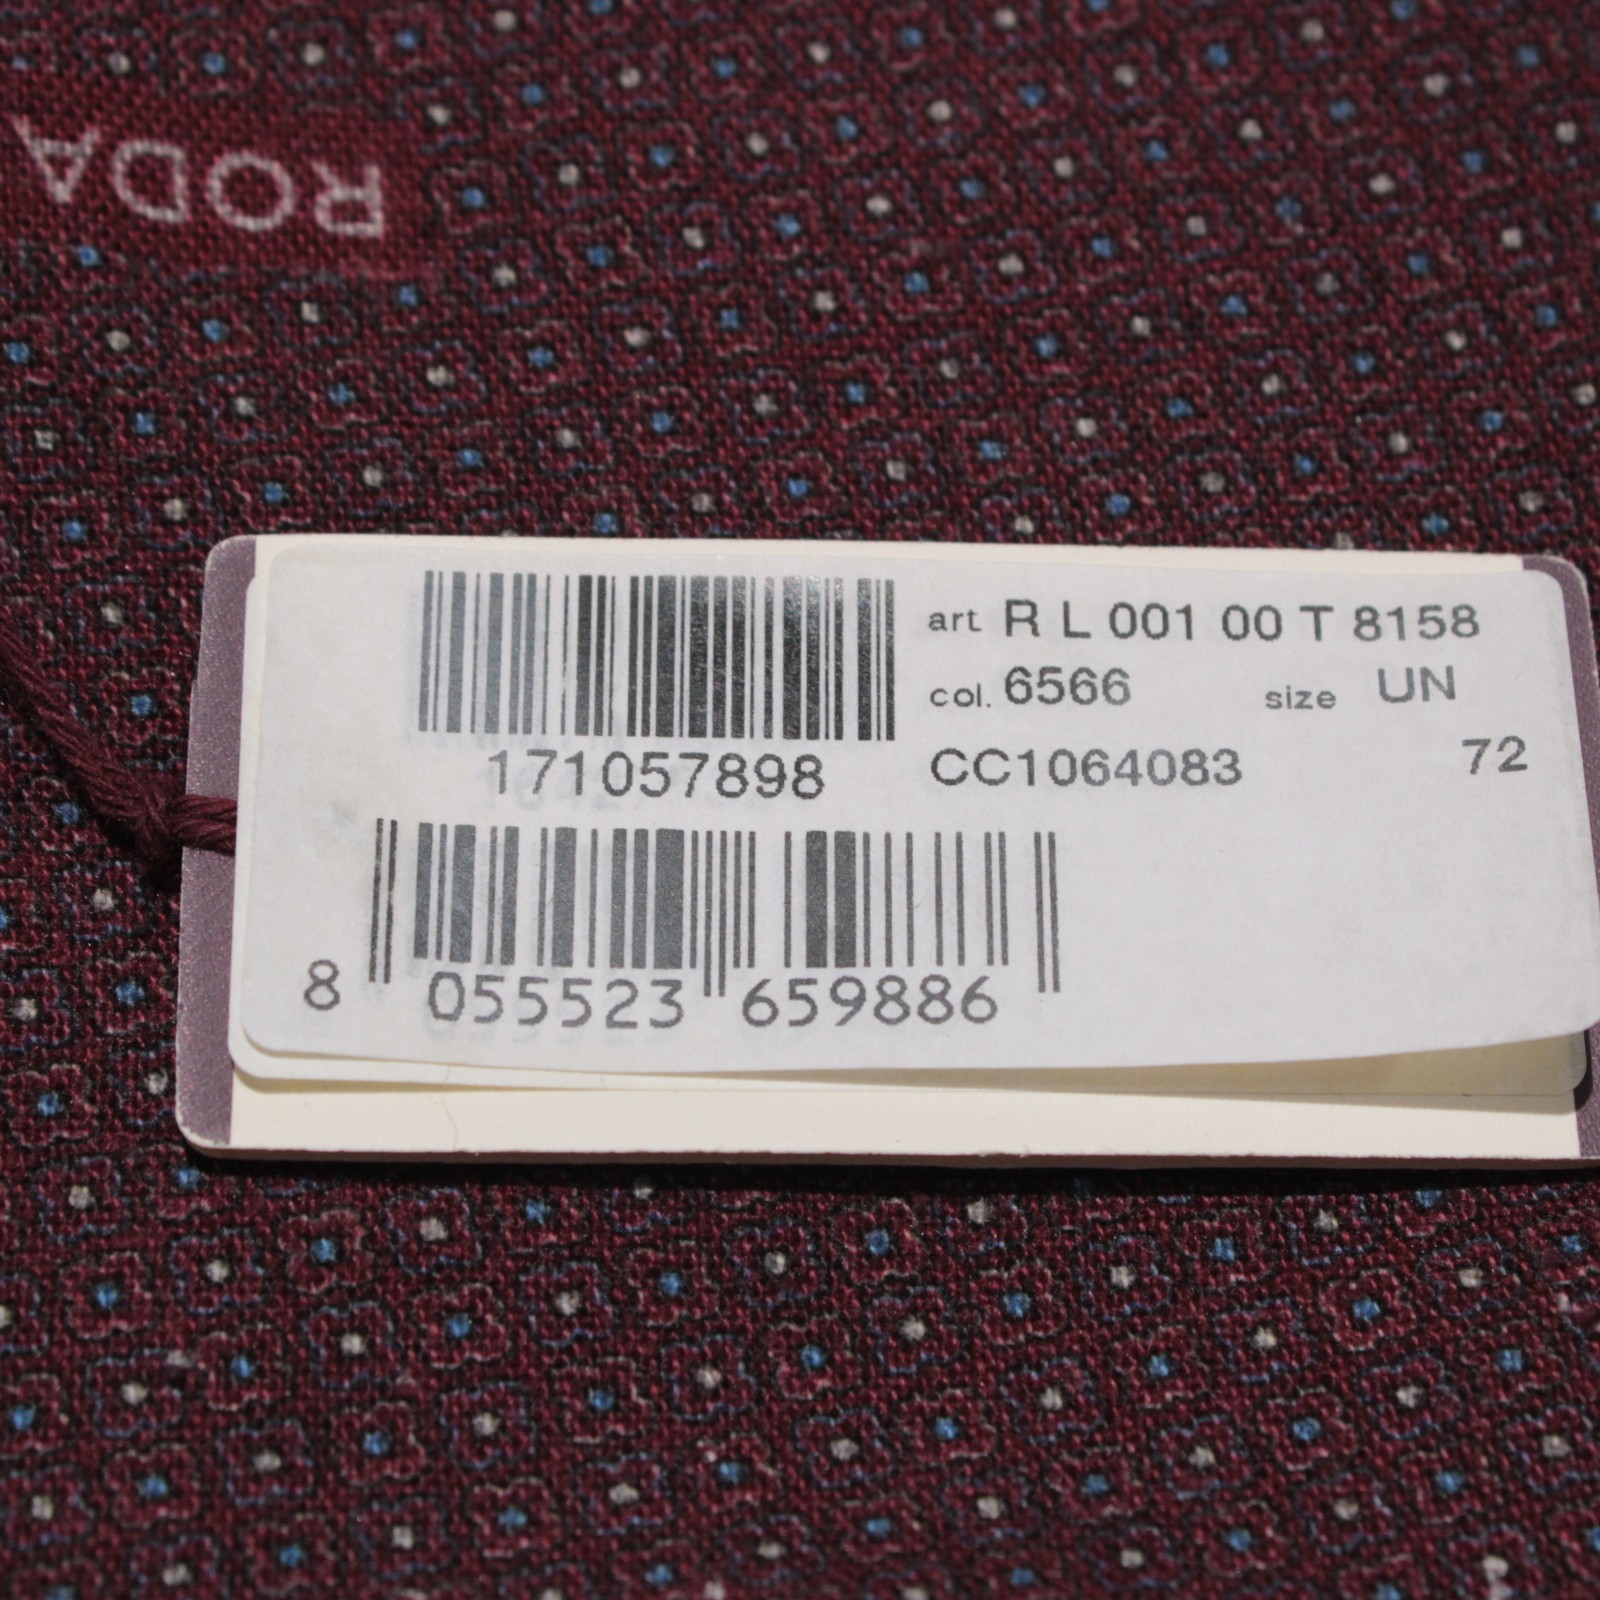 RODA
art. R L 001 00 T 8158
col. 6566 size UN
171057898 CC1064083 72
8 055523 659886